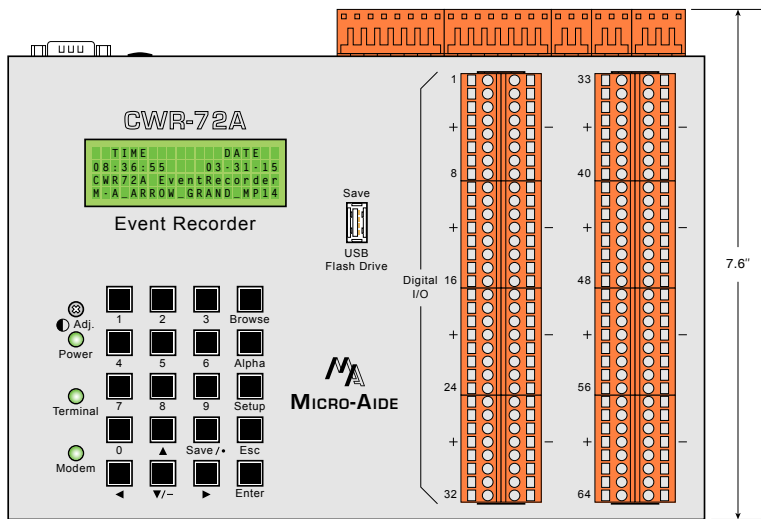 CWR-72A
TIME DATE
08:36:55 03-31-15
CWR72A EventRecorder
M-A_ARROW_GRAND_MP14
Event Recorder
Save
USB
Flash Drive
Adj.
Power
Terminal
Modem
1 2 3 Browse
4 5 6 Alpha
7 8 9 Setup
0 ▲ Save/• Esc
◄ ▼/– ► Enter
MA
MICRO-AIDE
Digital
I/O
1
+ –
8
16
+ –
24
+ –
32
+ –
33
40
48
56
64
7.6"